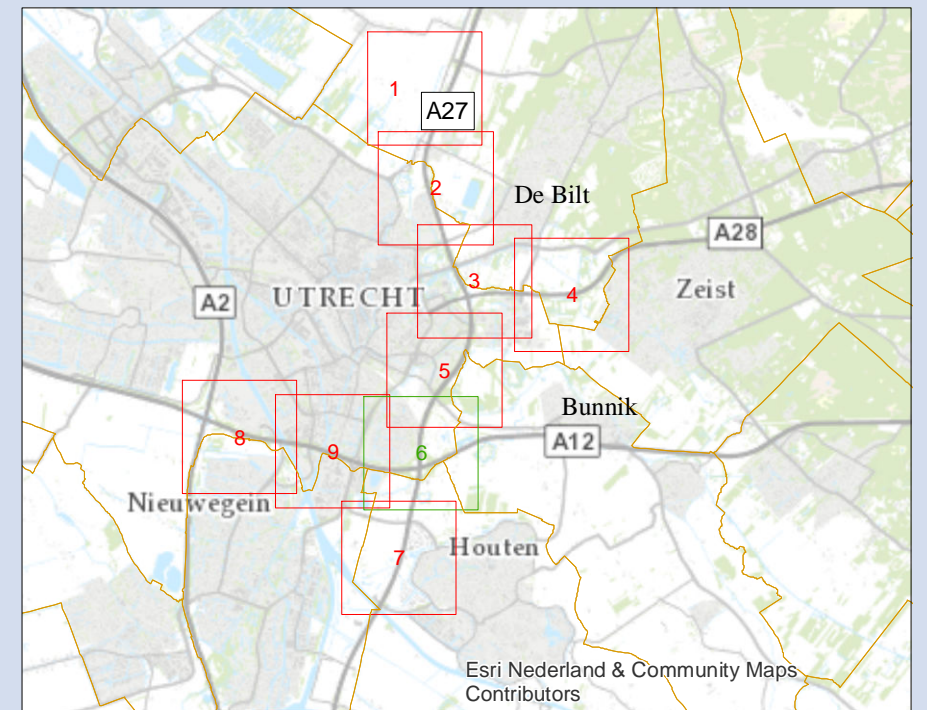 1
A27
2
De Bilt
A28
3
4
Zeist
A2
UTRECHT
5
Bunnik
8
9
6
A12
Nieuwegein
7
Houten
Esri Nederland & Community Maps
Contributors